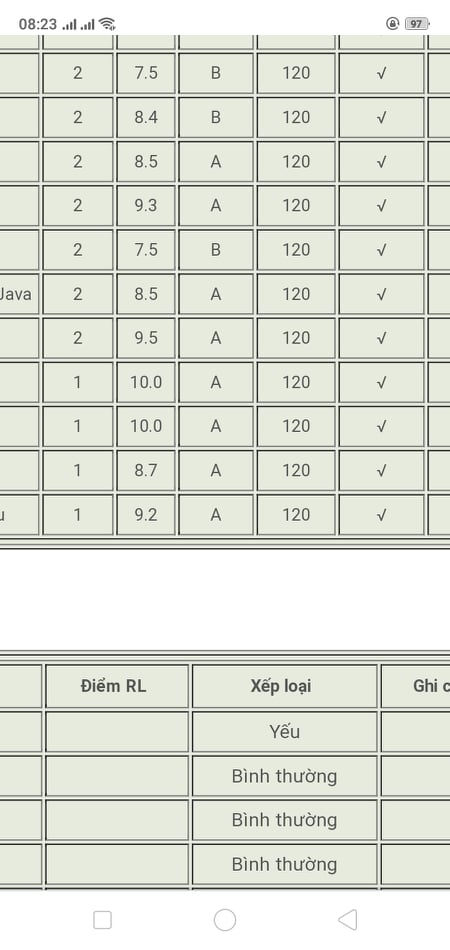 08:23 97
2 7.5 B 120 √
2 8.4 B 120 √
2 8.5 A 120 √
2 9.3 A 120 √
2 7.5 B 120 √
Java 2 8.5 A 120 √
2 9.5 A 120 √
1 10.0 A 120 √
1 10.0 A 120 √
1 8.7 A 120 √
u 1 9.2 A 120 √
Điểm RL Xếp loại Ghi c
Yếu
Bình thường
Bình thường
Bình thường